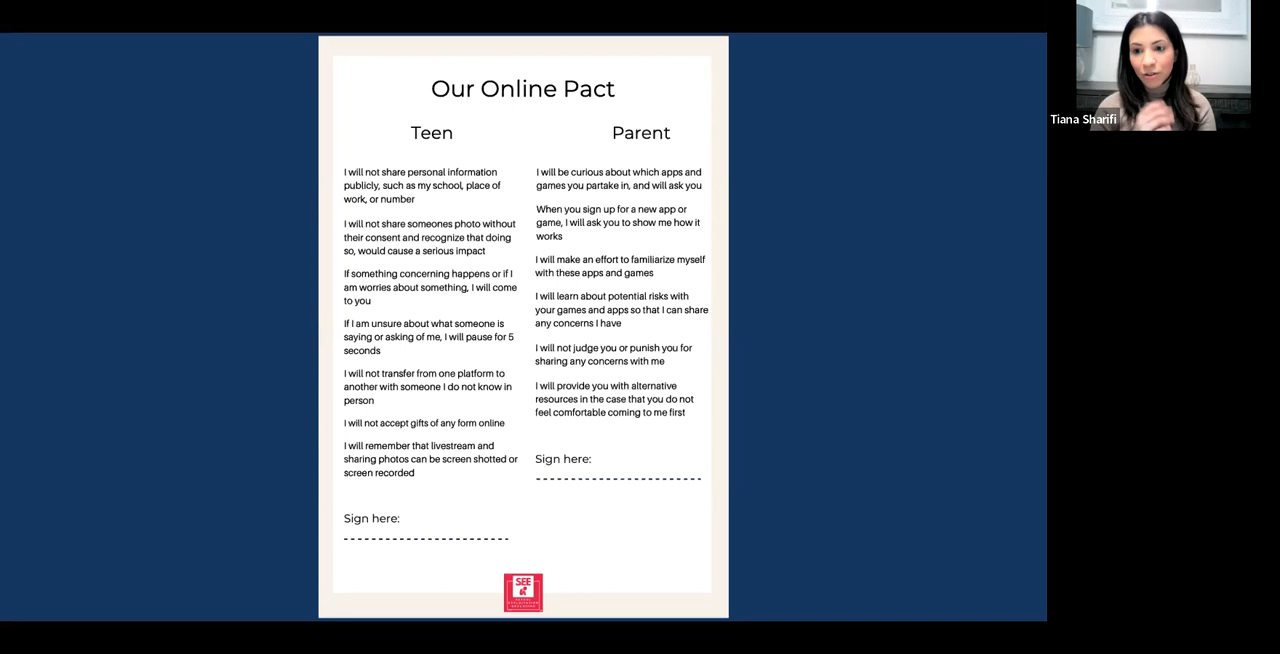 Our Online Pact
Teen
I will not share personal information
publicly, such as my school, place of
work, or number
I will not share someones photo without
their consent and recognize that doing
so, would cause a serious impact
If something concerning happens or if I
am worries about something, I will come
to you
If I am unsure about what someone is
saying or asking of me, I will pause for 5
seconds
I will not transfer from one platform to
another with someone I do not know in
person
I will not accept gifts of any form online
I will remember that livestream and
sharing photos can be screen shotted or
screen recorded
Sign here:
Parent
I will be curious about which apps and
games you partake in, and will ask you
When you sign up for a new app or
game, I will ask you to show me how it
works
I will make an effort to familiarize myself
with these apps and games
I will learn about potential risks with
your games and apps so that I can share
any concerns I have
I will not judge you or punish you for
sharing any concerns with me
I will provide you with alternative
resources in the case that you do not
feel comfortable coming to me first
Sign here:
SEE
Tiana Sharifi